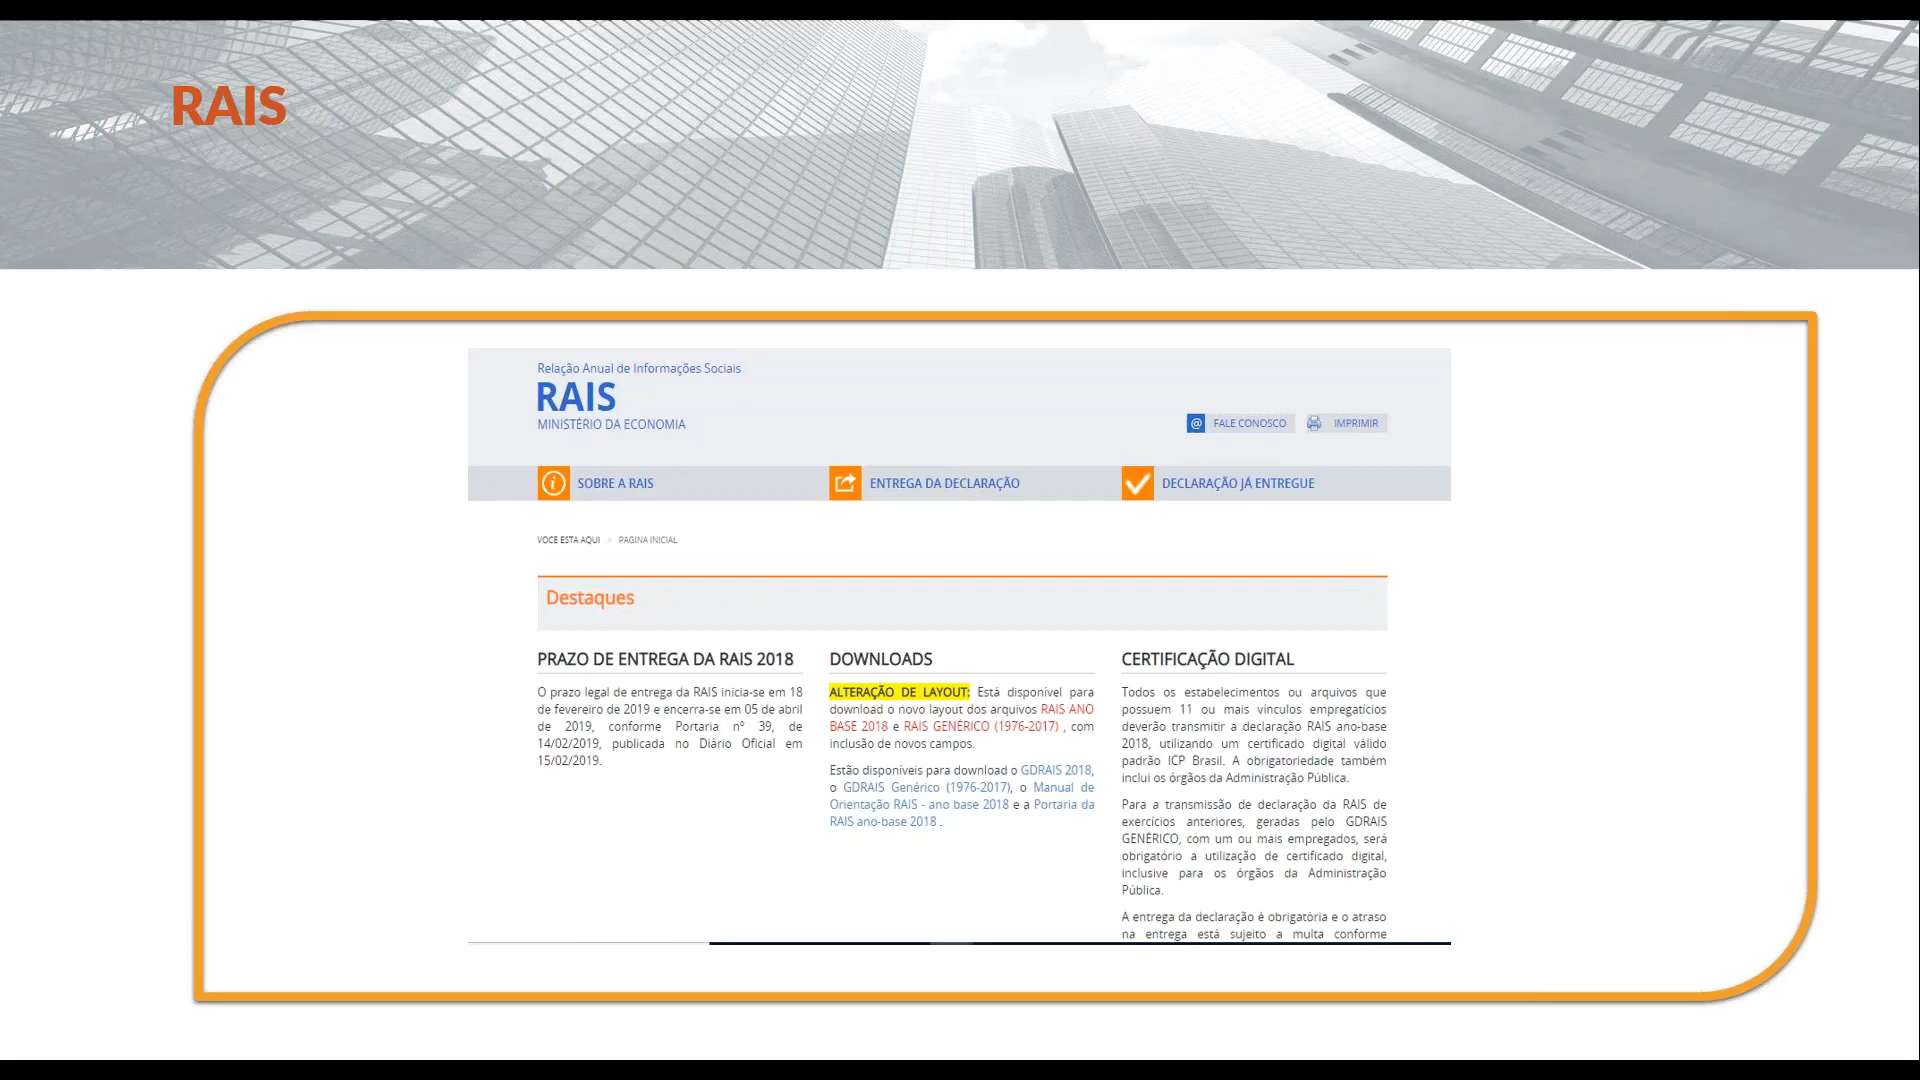 RAIS
Relação Anual de Informações Sociais
RAIS
MINISTÉRIO DA ECONOMIA
@ FALE CONOSCO
IMPRIMIR
SOBRE A RAIS
ENTREGA DA DECLARAÇÃO
DECLARAÇÃO JÁ ENTREGUE
VOCE ESTA AQUI > PAGINA INICIAL
Destaques
PRAZO DE ENTREGA DA RAIS 2018
O prazo legal de entrega da RAIS inicia-se em 18
de fevereiro de 2019 e encerra-se em 05 de abril
de 2019, conforme Portaria nº 39, de
14/02/2019, publicada no Diário Oficial em
15/02/2019.
DOWNLOADS
ALTERAÇÃO DE LAYOUT: Está disponível para
download o novo layout dos arquivos RAIS ANO
BASE 2018 e RAIS GENÉRICO (1976-2017) , com
inclusão de novos campos.
Estão disponíveis para download o GDRAIS 2018,
o GDRAIS Genérico (1976-2017), o Manual de
Orientação RAIS - ano base 2018 e a Portaria da
RAIS ano-base 2018 .
CERTIFICAÇÃO DIGITAL
Todos os estabelecimentos ou arquivos que
possuem 11 ou mais vínculos empregatícios
deverão transmitir a declaração RAIS ano-base
2018, utilizando um certificado digital válido
padrão ICP Brasil. A obrigatoriedade também
inclui os órgãos da Administração Pública.
Para a transmissão de declaração da RAIS de
exercícios anteriores, geradas pelo GDRAIS
GENÉRICO, com um ou mais empregados, será
obrigatório a utilização de certificado digital,
inclusive para os órgãos da Administração
Pública.
A entrega da declaração é obrigatória e o atraso
na entrega está sujeito a multa conforme